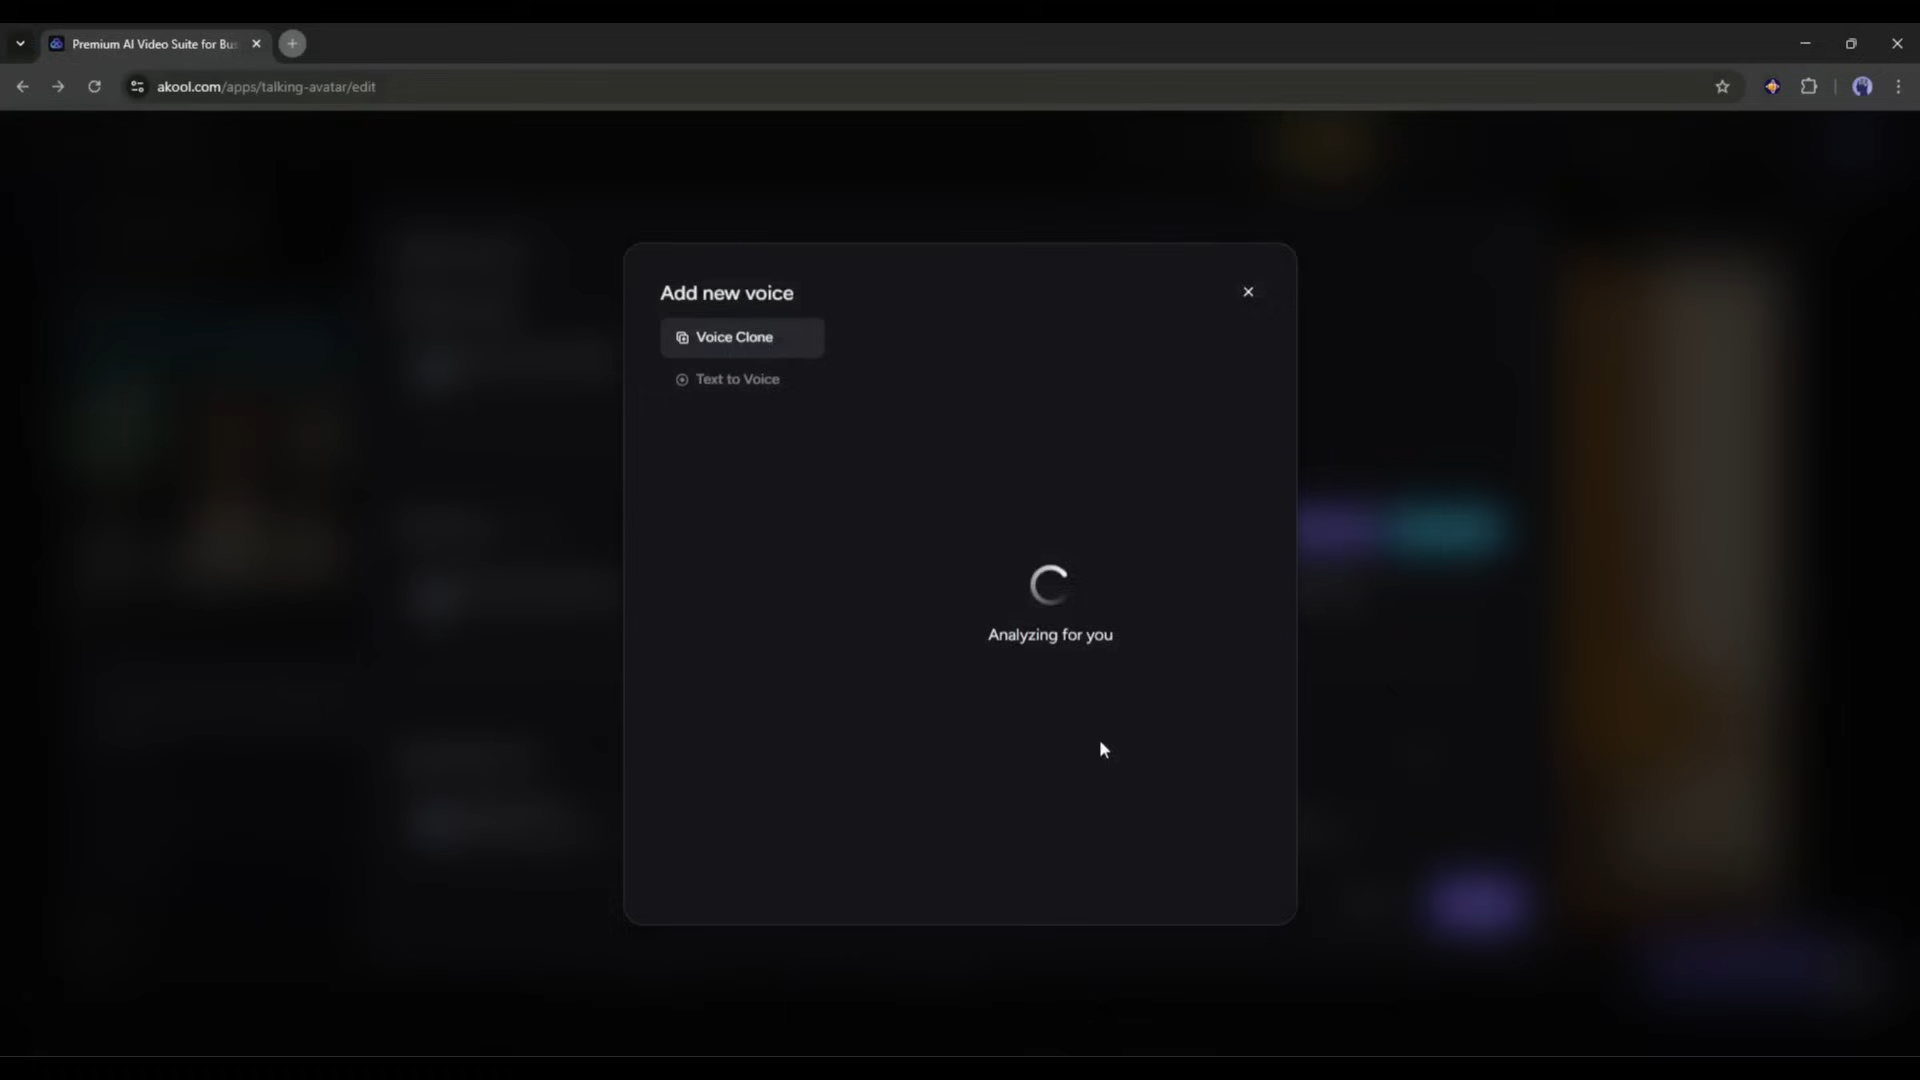 Premium AI Video Suite for Bus
akool.com/apps/talking-avatar/edit
Add new voice
Voice Clone
Text to Voice
Analyzing for you